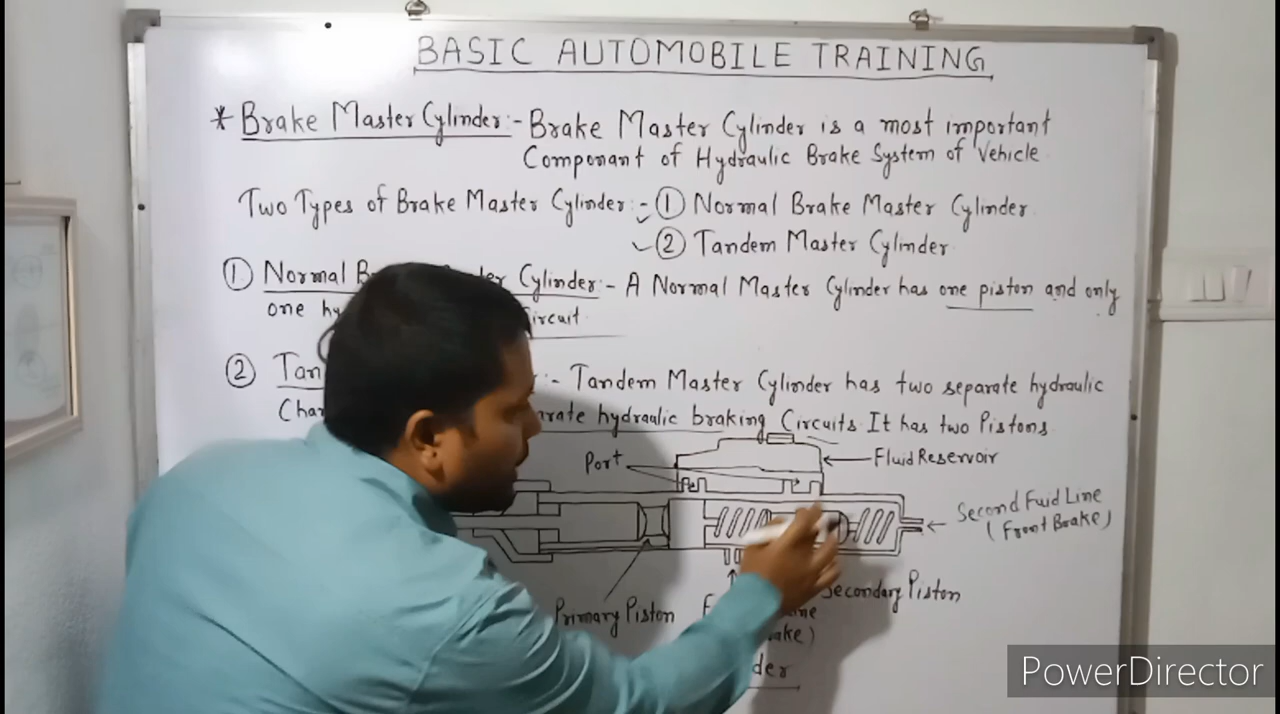 BASIC AUTOMOBILE TRAINING
* Brake Master Cylinder:- Brake Master Cylinder is a most important
Componant of Hydraulic Brake System of Vehicle
Two Types of Brake Master Cylinder:- ① Normal Brake Master Cylinder
② Tandem Master Cylinder
① Normal Cylinder:- A Normal Master Cylinder has one piston and only
one
② :- Tandem Master Cylinder has two separate hydraulic
hydraulic braking Circuits. It has two Pistons
Port
Fluid Reservoir
Second Fuid Line
(Front Brake)
Primary Piston
Secondary Piston
PowerDirector